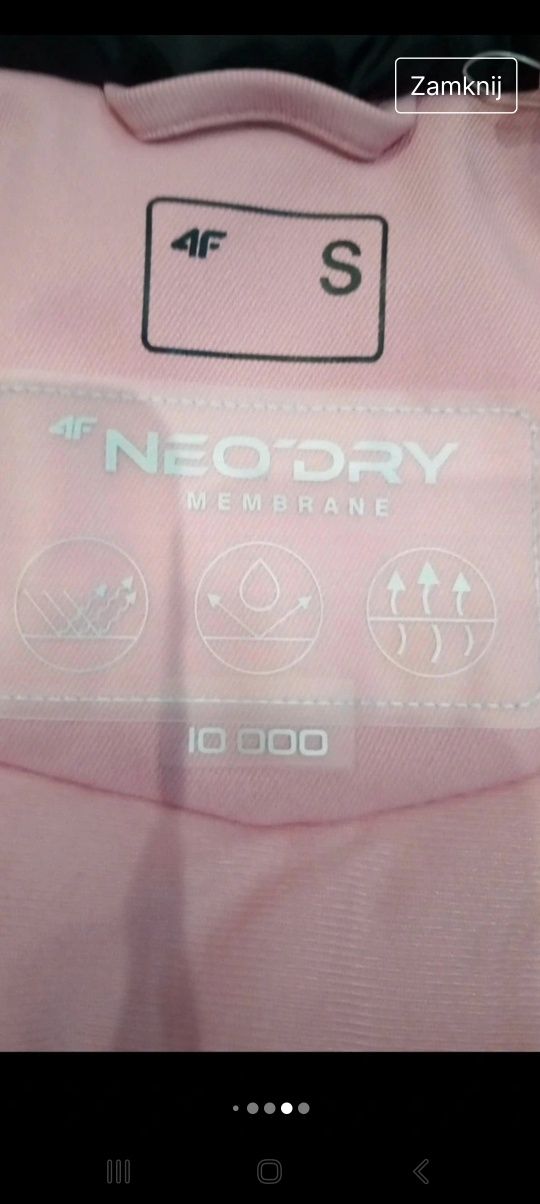 Zamknij
4F S
4F NEO'DRY
MEMBRANE
10 000